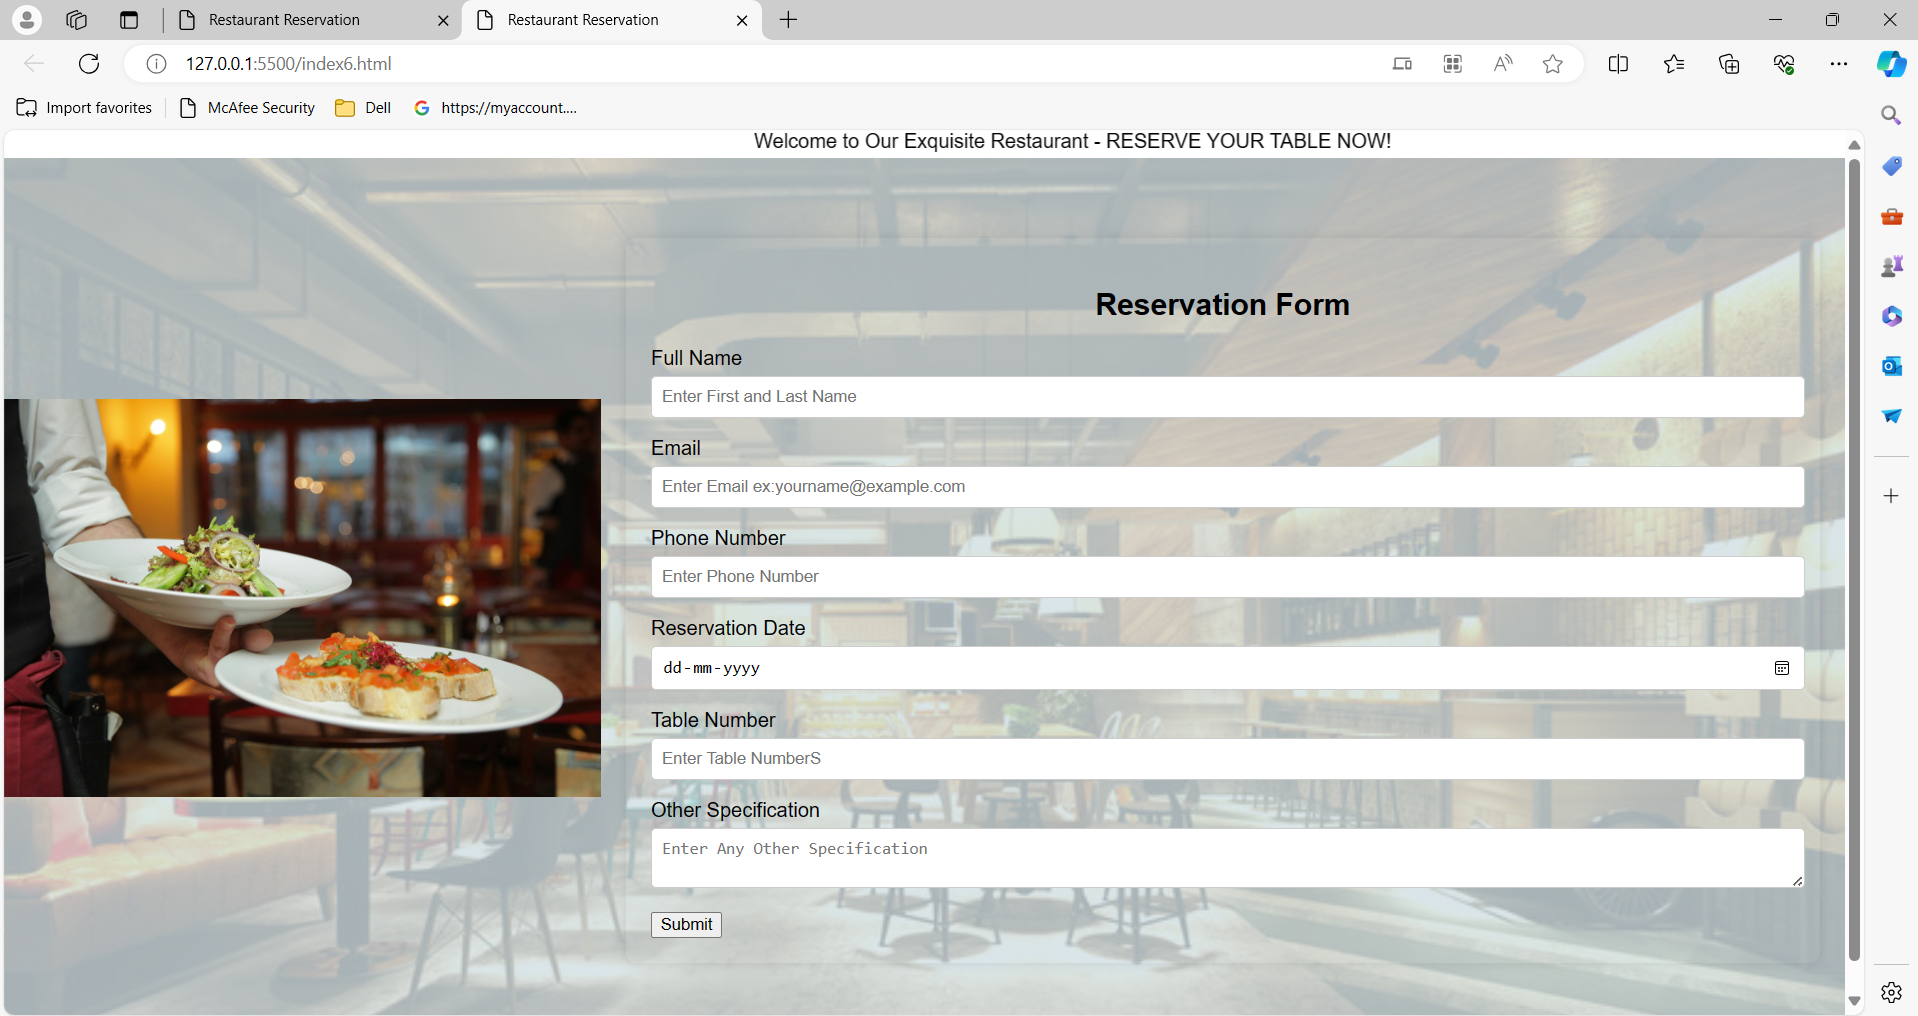 Restaurant Reservation
Restaurant Reservation
127.0.0.1:5500/index6.html
Import favorites
McAfee Security
Dell
https://myaccount....
Welcome to Our Exquisite Restaurant - RESERVE YOUR TABLE NOW!
Reservation Form
Full Name
Enter First and Last Name
Email
Enter Email ex:yourname@example.com
Phone Number
Enter Phone Number
Reservation Date
dd-mm-yyyy
Table Number
Enter Table NumberS
Other Specification
Enter Any Other Specification
Submit